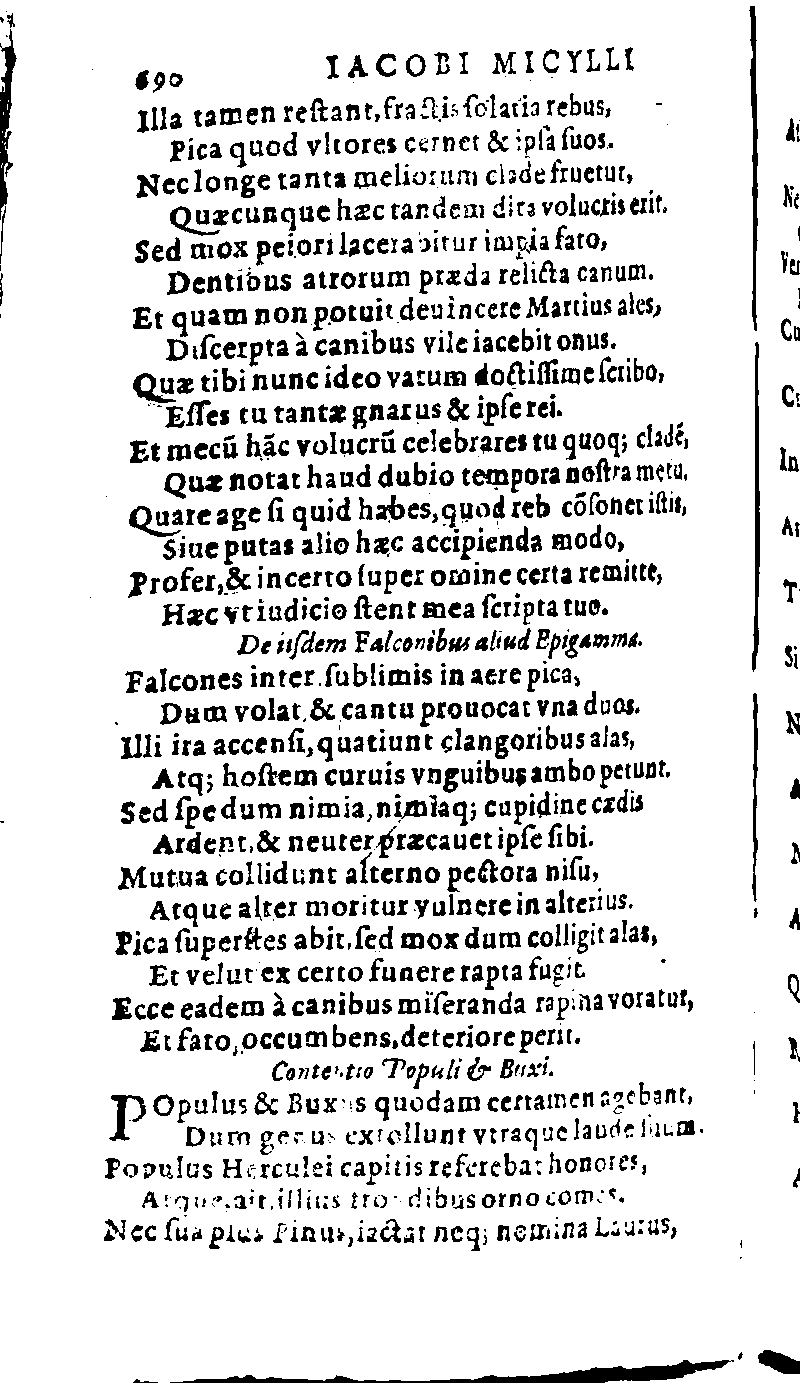 690 IACOBI MICYLLI
Illa tamen reſtant, fractis ſolatia rebus,
Pica quod vltores cernet & ipſa ſuos.
Nec longe tanta meliorum clade fruetur,
Quæcunque hæc tandem dira volucris erit.
Sed mox peiori lacerabitur impia fato,
Dentibus atrorum præda relicta canum.
Et quam non potuit deuincere Martius ales,
Diſcerpta à canibus vile iacebit onus.
Quæ tibi nunc ideo vatum doctiſſime ſcribo,
Eſſes tu tantæ gnarus & ipſe rei.
Et mecū hāc volucrū celebrares tu quoq; cladē,
Quæ notat haud dubio tempora noſtra metu.
Quare age ſi quid habes, quod reb cōſonet iſtis,
Siue putas alio hæc accipienda modo,
Profer, & incerto ſuper omine certa remitte,
Hæc vt iudicio ſtent mea ſcripta tuo.
De iiſdem Falconibus aliud Epigamma.
Falcones inter ſublimis in aere pica,
Dum volat, & cantu prouocat vna duos.
Illi ira accenſi, quatiunt clangoribus alas,
Atq; hoſtem curuis vnguibus ambo petunt.
Sed ſpe dum nimia, nimiaq; cupidine cædis
Ardent, & neuter præcauet ipſe ſibi.
Mutua collidunt alterno pectora niſu,
Atque alter moritur vulnere in alterius.
Pica ſuperſtes abit, ſed mox dum colligit alas,
Et velut ex certo funere rapta fugit.
Ecce eadem à canibus miſeranda rapina voratur,
Et fato, occumbens, deteriore perit.
Contentio Populi & Buxi.
POpulus & Buxus quodam certamen agebant,
Dum genus extollunt vtraque laude ſuum.
Populus Herculei capitis referebat honores,
Atque, ait, illius frondibus orno comas.
Nec ſua plus Pinus, iactat neq; nomina Laurus,